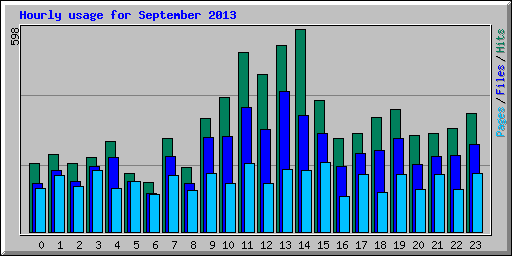 Hourly usage for September 2013
598
Pages / Files / Hits
0 1 2 3 4 5 6 7 8 9 10 11 12 13 14 15 16 17 18 19 20 21 22 23